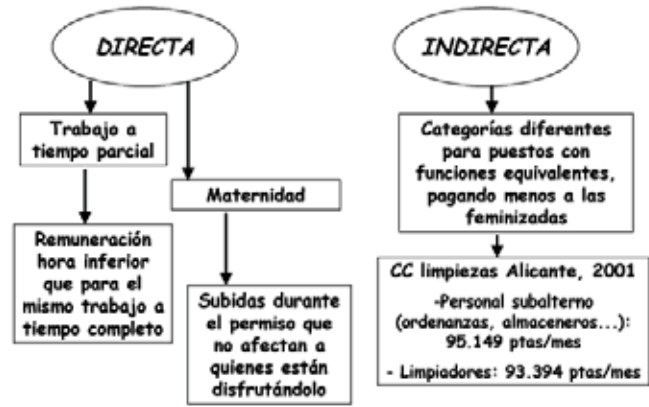 DIRECTA
Trabajo a
tiempo parcial
Remuneración
hora inferior
que para el
mismo trabajo a
tiempo completo
Maternidad
Subidas durante
el permiso que
no afectan a
quienes están
disfrutándolo
INDIRECTA
Categorías diferentes
para puestos con
funciones equivalentes,
pagando menos a las
feminizadas
CC limpiezas Alicante, 2001
-Personal subalterno
(ordenanzas, almaceneros...):
95.149 ptas/mes
- Limpiadores: 93.394 ptas/mes